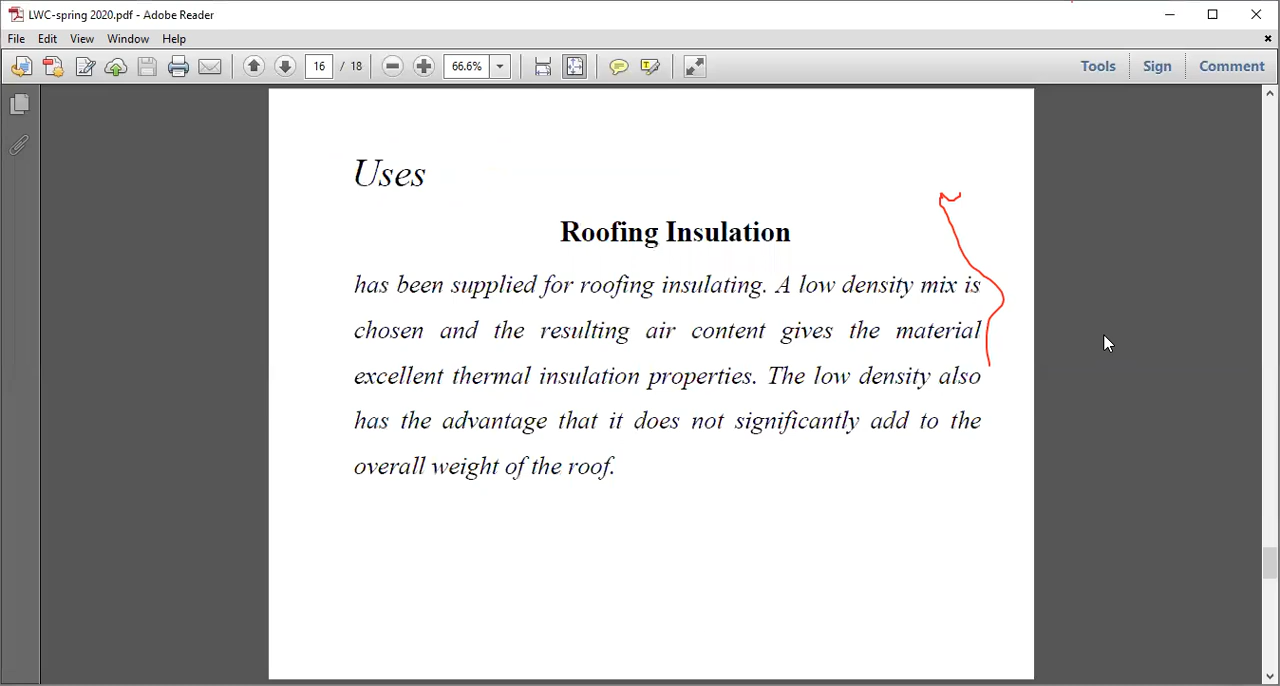 LWC-spring 2020.pdf - Adobe Reader
File Edit View Window Help
16 / 18 66.6% Tools Sign Comment
Uses
Roofing Insulation
has been supplied for roofing insulating. A low density mix is
chosen and the resulting air content gives the material
excellent thermal insulation properties. The low density also
has the advantage that it does not significantly add to the
overall weight of the roof.